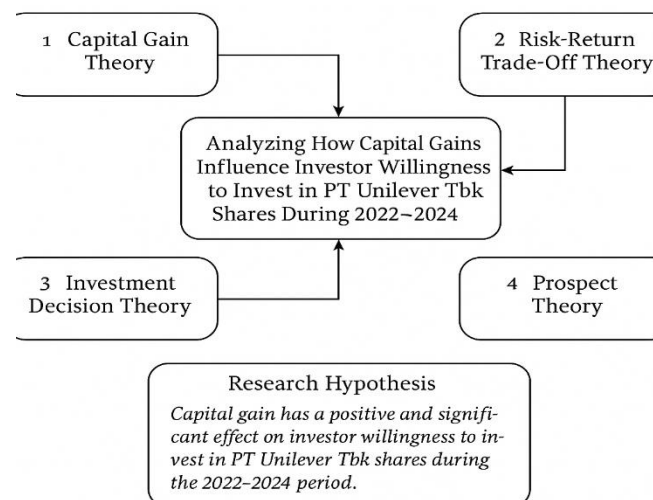 1 Capital Gain
Theory
2 Risk-Return
Trade-Off Theory
Analyzing How Capital Gains
Influence Investor Willingness
to Invest in PT Unilever Tbk
Shares During 2022–2024
3 Investment
Decision Theory
4 Prospect
Theory
Research Hypothesis
Capital gain has a positive and signifi-
cant effect on investor willingness to in-
vest in PT Unilever Tbk shares during
the 2022–2024 period.